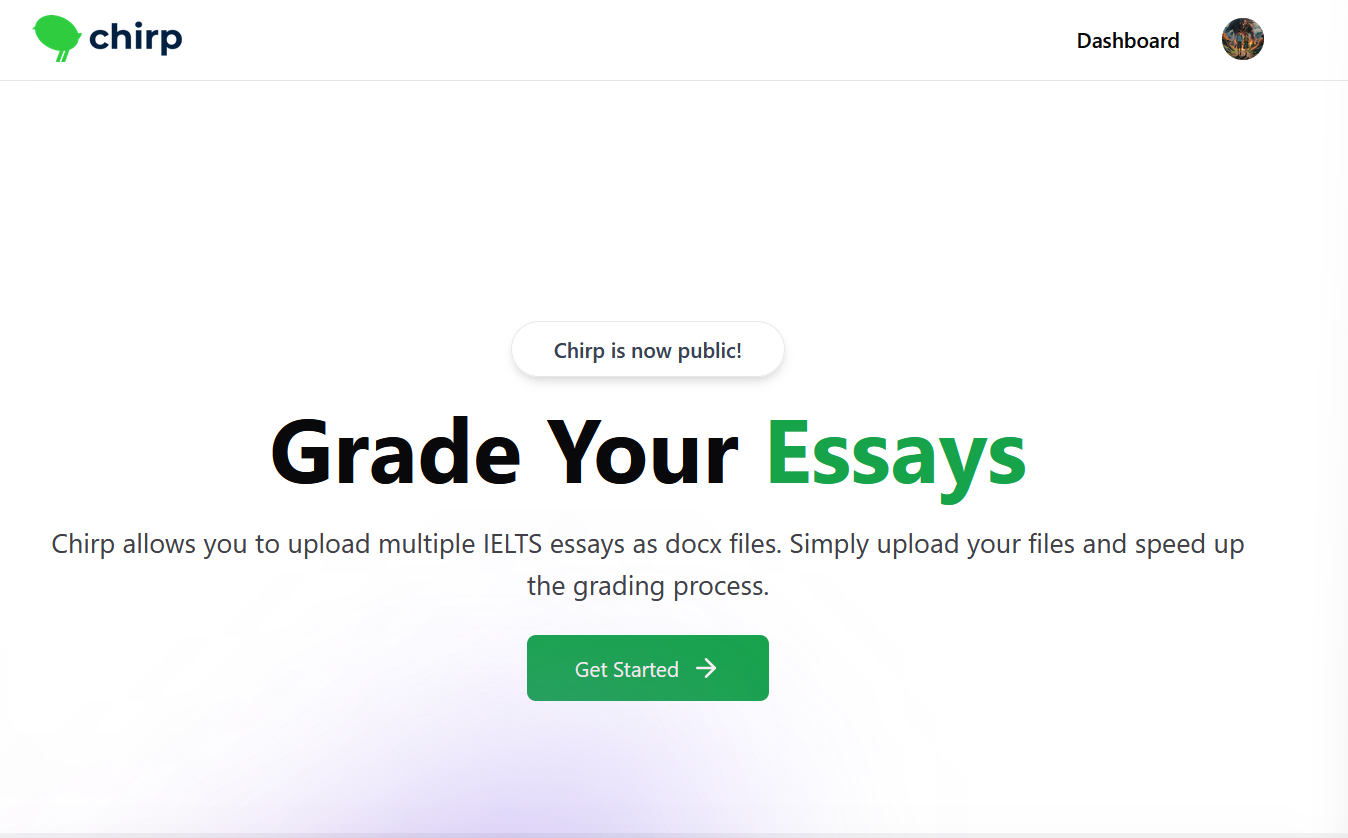 chirp
Dashboard
Chirp is now public!
Grade Your Essays
Chirp allows you to upload multiple IELTS essays as docx files. Simply upload your files and speed up
the grading process.
Get Started